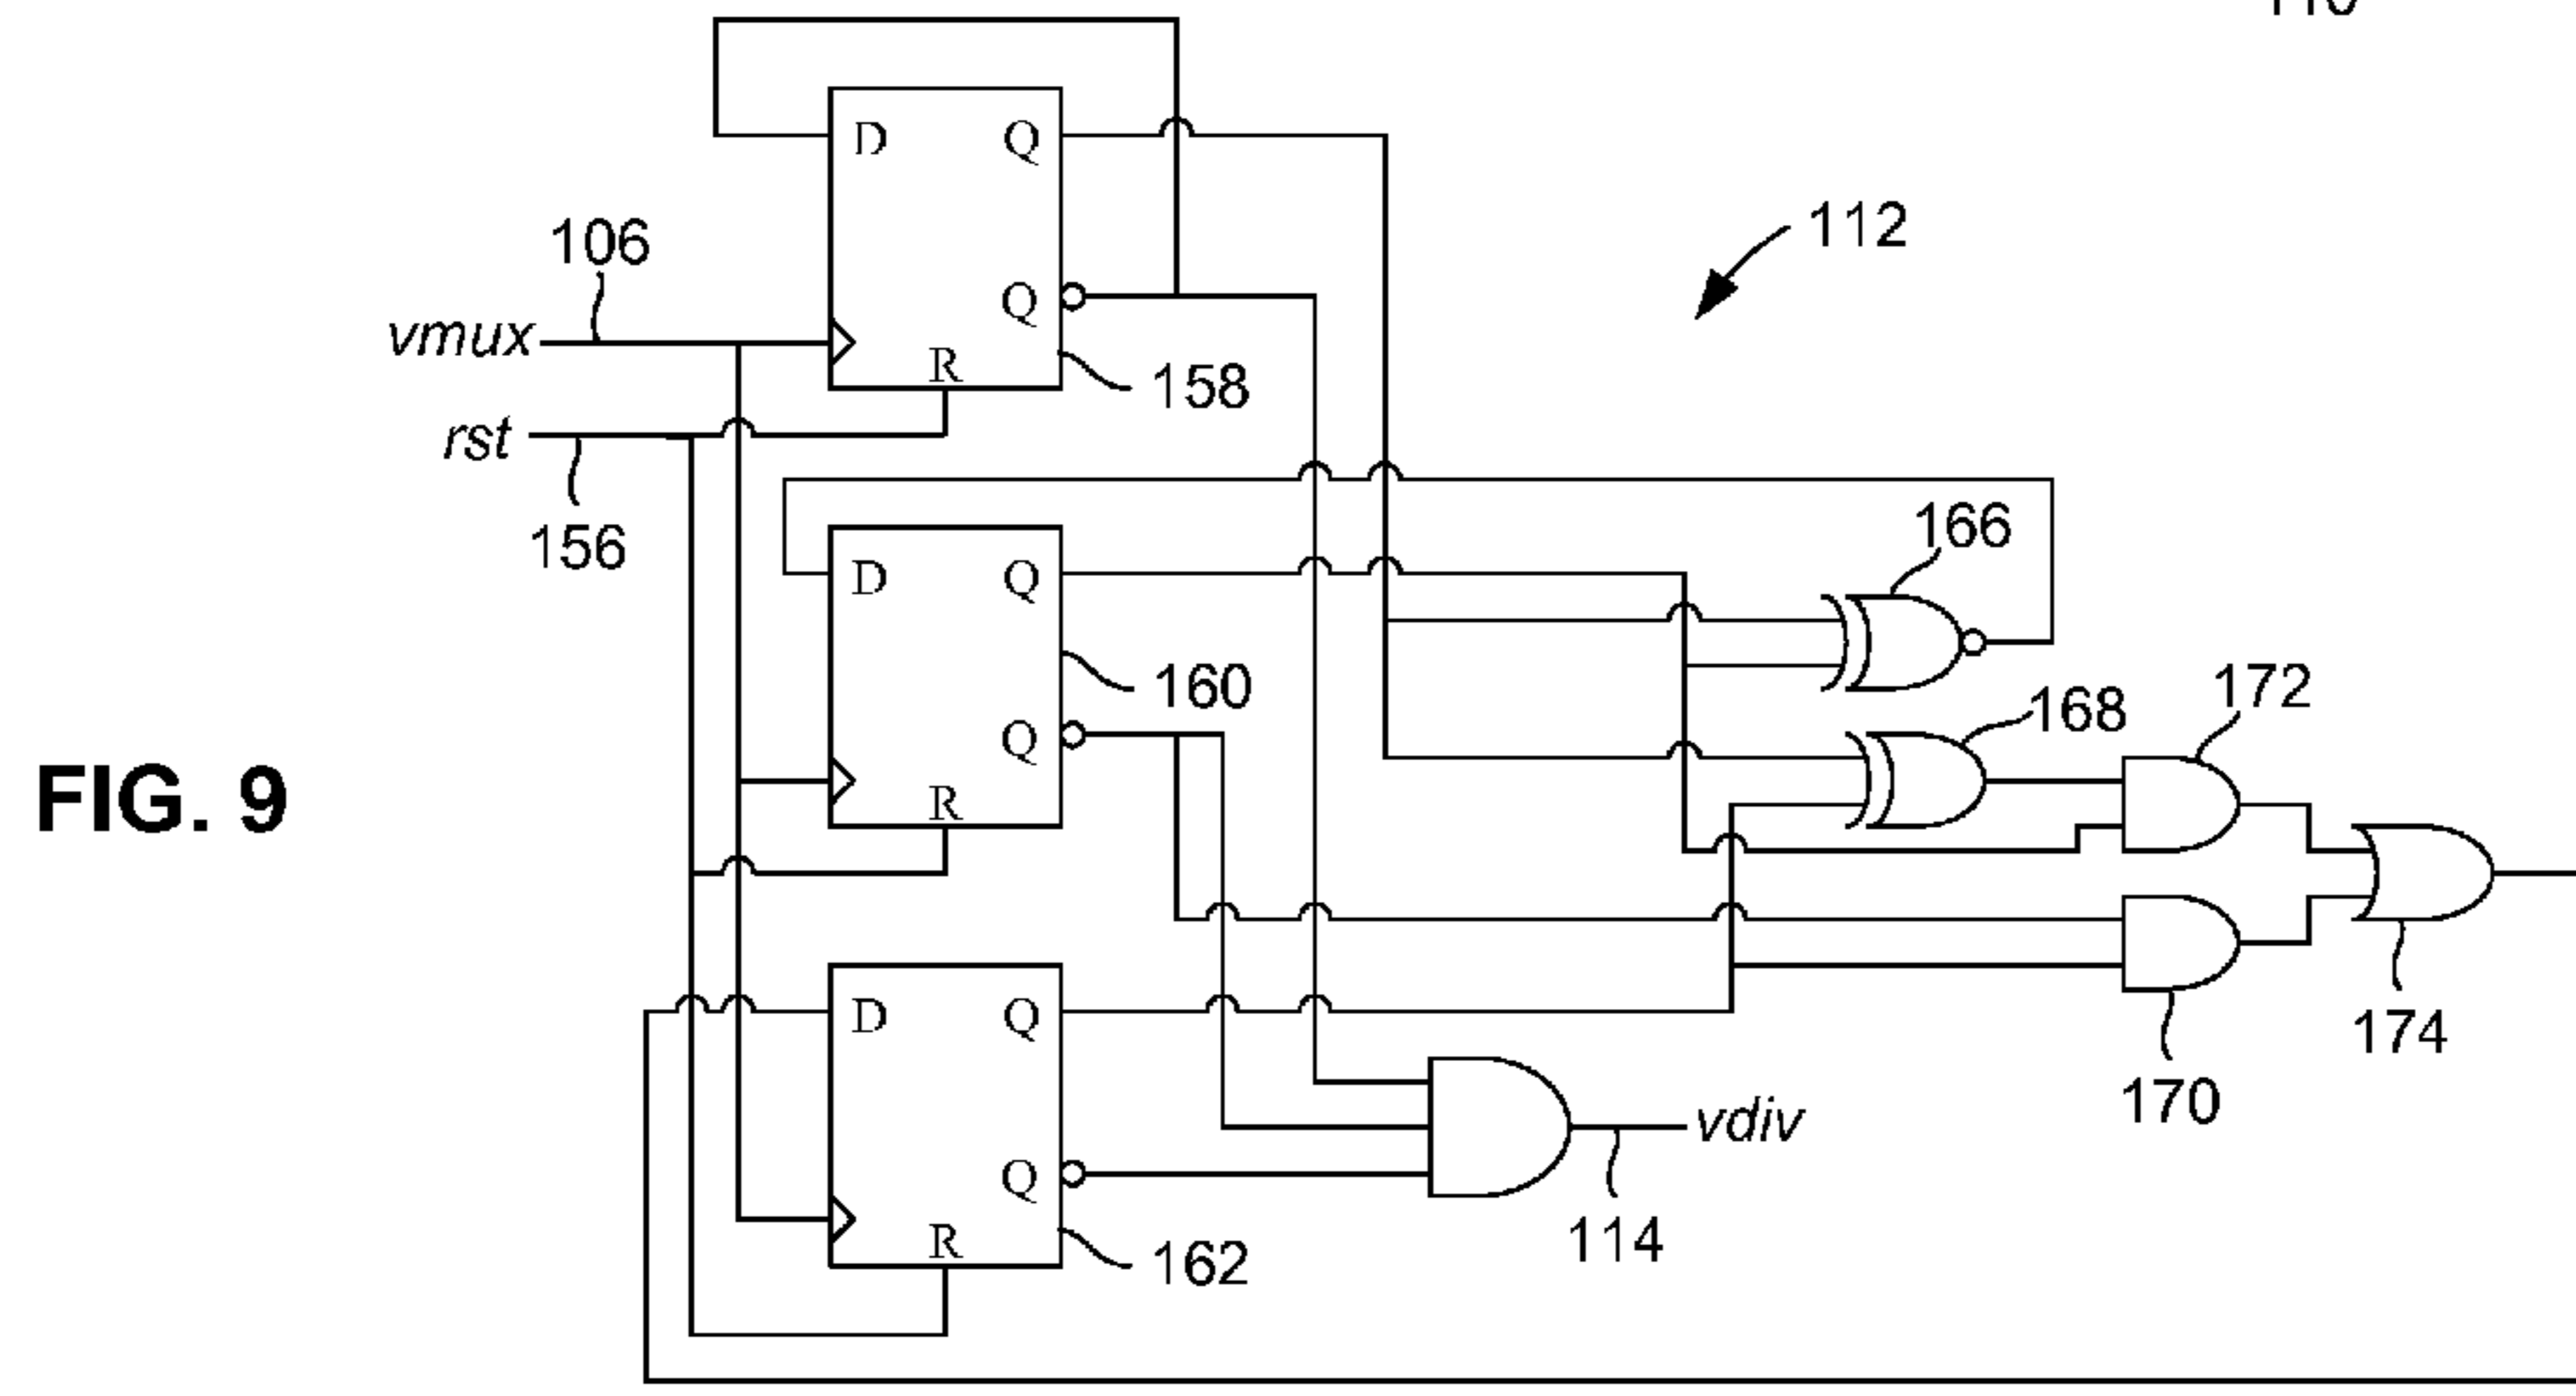 D Q
106
112
Q
vmux
R
158
rst
166
156
D Q
160
172
168
Q
FIG. 9
R
D Q
174
170
vdiv
Q
114
R
162